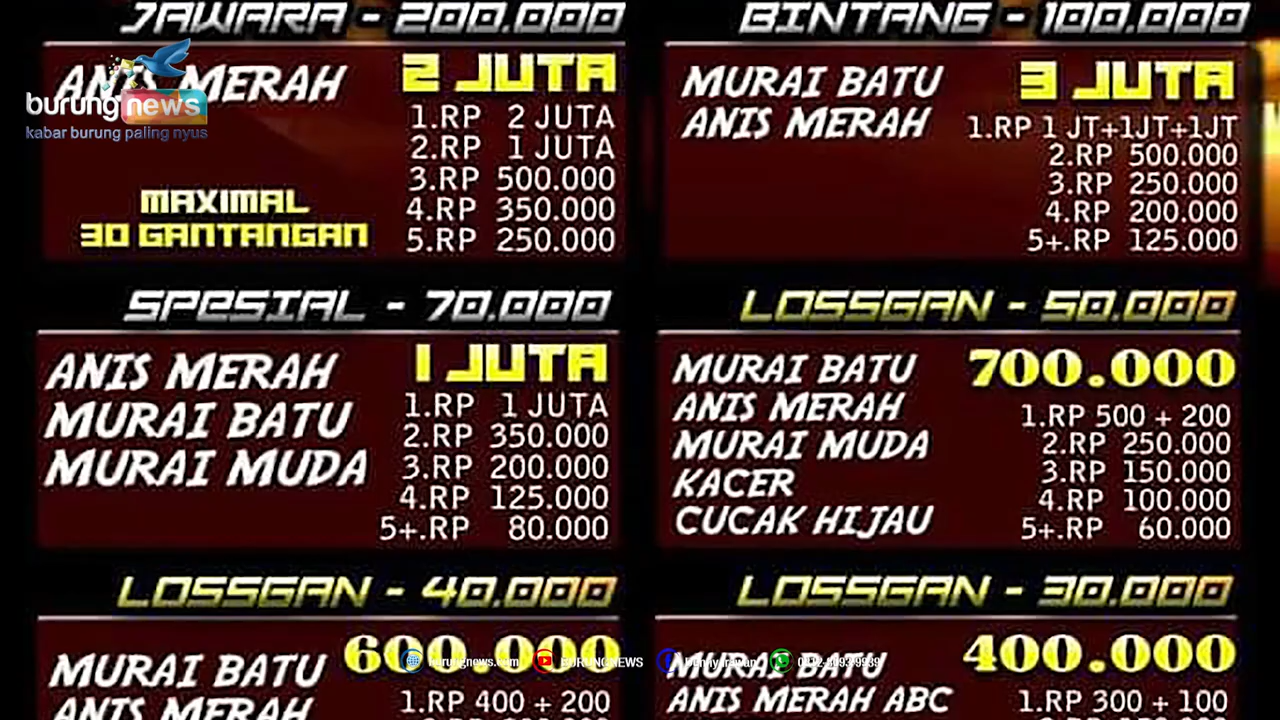 JAWARA - 200.000
ANIS MERAH
2 JUTA
1.RP 2 JUTA
2.RP 1 JUTA
3.RP 500.000
4.RP 350.000
5.RP 250.000
MAXIMAL
30 GANTANGAN
burungnews
kabar burung paling nyus
BINTANG - 100.000
MURAI BATU
ANIS MERAH
3 JUTA
1.RP 1 JT+1JT+1JT
2.RP 500.000
3.RP 250.000
4.RP 200.000
5+.RP 125.000
SPESIAL - 70.000
ANIS MERAH
MURAI BATU
MURAI MUDA
1 JUTA
1.RP 1 JUTA
2.RP 350.000
3.RP 200.000
4.RP 125.000
5+.RP 80.000
LOSSGAN - 50.000
MURAI BATU
ANIS MERAH
MURAI MUDA
KACER
CUCAK HIJAU
700.000
1.RP 500 + 200
2.RP 250.000
3.RP 150.000
4.RP 100.000
5+.RP 60.000
LOSSGAN - 40.000
MURAI BATU
ANIS MERAH
600.000
1.RP 400 + 200
LOSSGAN - 30.000
MURAI BATU
ANIS MERAH ABC
400.000
1.RP 300 + 100
burungnews.com
BURUNGNEWS